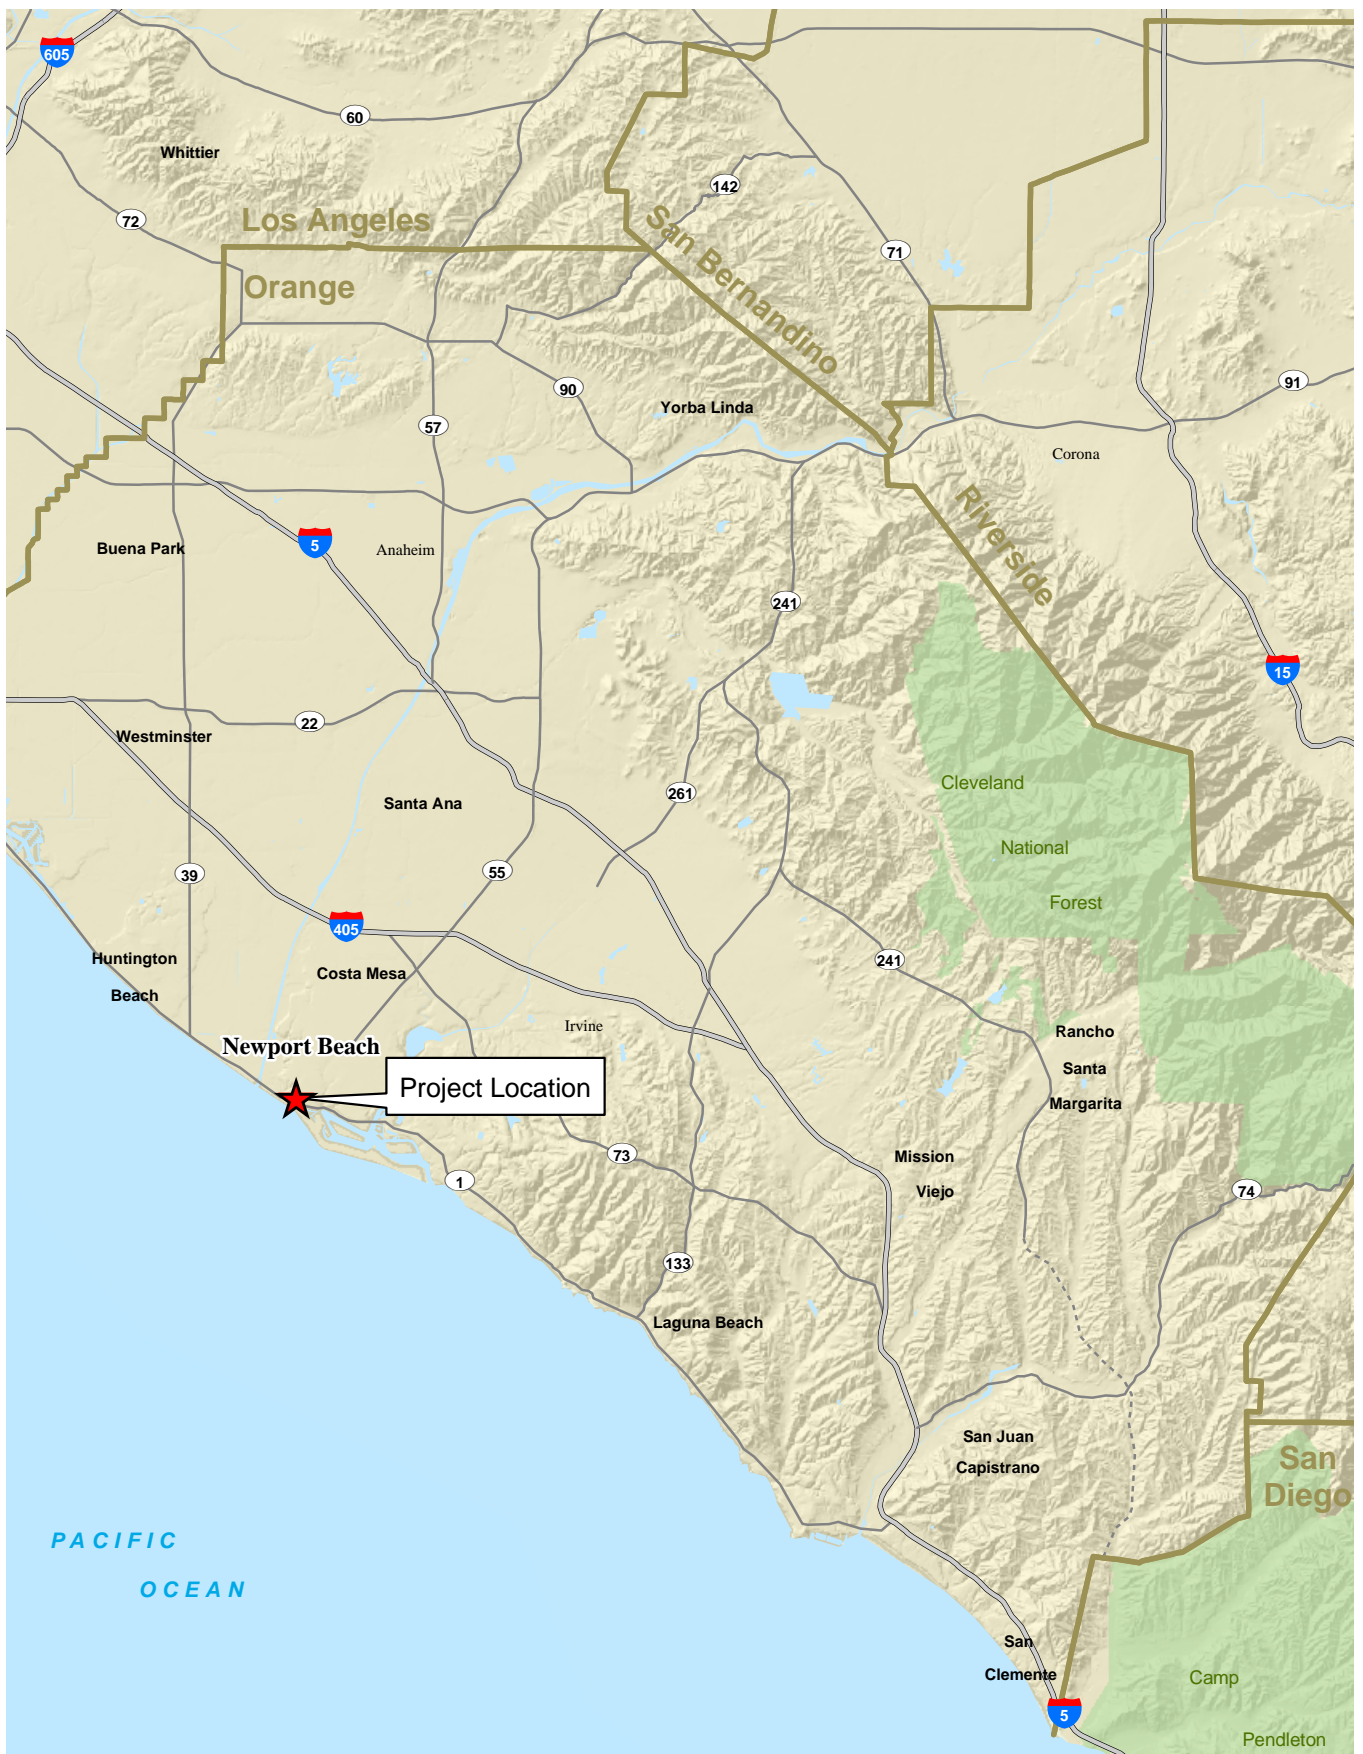 605
60
Whittier
142
72
Los Angeles
San Bernandino
71
Orange
91
90
Yorba Linda
57
Corona
Riverside
5
Buena Park
Anaheim
241
15
22
Westminster
Cleveland
261
Santa Ana
National
55
39
Forest
405
Huntington
241
Costa Mesa
Beach
Irvine
Rancho
Newport Beach
Santa
Project Location
Margarita
73
Mission
1
Viejo
74
133
Laguna Beach
San Juan
San
Capistrano
Diego
PACIFIC
OCEAN
San
Clemente
Camp
5
Pendleton